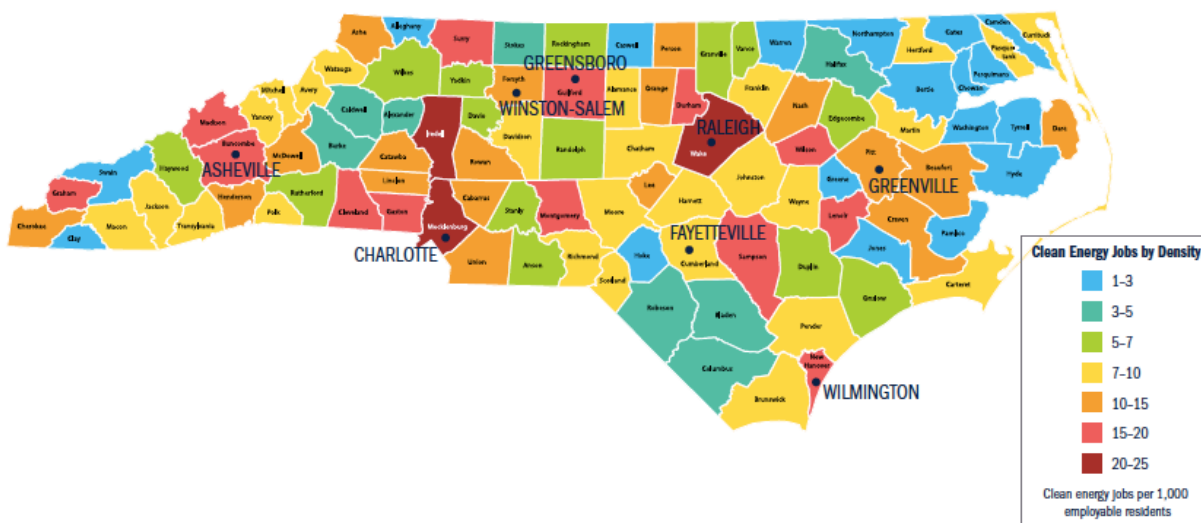 Ashe
Alleghany
Surry
Stokes
Rockingham
Caswell
Person
Granville
Vance
Warren
Northampton
Gates
Camden
Currituck
Hertford
Pasquo-
tank
Perquimans
Chowan
Halifax
Bertie
Watauga
Wilkes
Yadkin
Forsyth
GREENSBORO
Guilford
WINSTON-SALEM
Alamance
Orange
Durham
Franklin
Nash
Edgecombe
Martin
Washington
Tyrrell
Dare
Mitchell
Avery
Yancey
Caldwell
Alexander
Iredell
Davie
Davidson
Randolph
Chatham
RALEIGH
Wake
Wilson
Pitt
Beaufort
Hyde
Madison
Buncombe
ASHEVILLE
McDowell
Burke
Catawba
Rowan
Lincoln
Johnston
Greene
GREENVILLE
Swain
Haywood
Graham
Jackson
Henderson
Rutherford
Polk
Cleveland
Gaston
Cabarrus
Stanly
Montgomery
Moore
Lee
Harnett
Wayne
Lenoir
Craven
Pamlico
Cherokee
Clay
Macon
Transylvania
Mecklenburg
CHARLOTTE
Union
Anson
Richmond
Scotland
Hoke
FAYETTEVILLE
Cumberland
Sampson
Duplin
Jones
Onslow
Carteret
Robeson
Bladen
Pender
Columbus
New
Hanover
Brunswick
WILMINGTON
Clean Energy Jobs by Density
1–3
3–5
5–7
7–10
10–15
15–20
20–25
Clean energy jobs per 1,000
employable residents